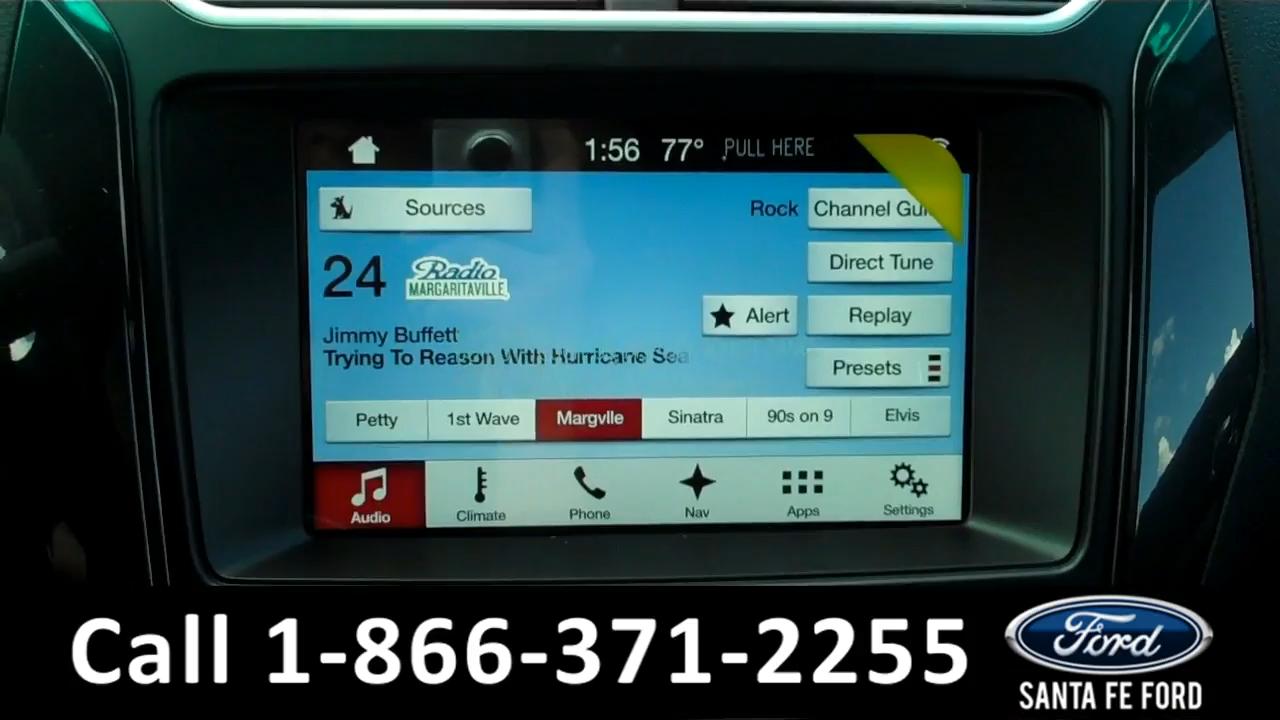 1:56 77° PULL HERE
Sources
Rock
Channel Gui
24
Radio
MARGARITAVILLE
Direct Tune
Alert
Replay
Jimmy Buffett
Trying To Reason With Hurricane Sea
Presets
Petty
1st Wave
Margvlle
Sinatra
90s on 9
Elvis
Audio
Climate
Phone
Nav
Apps
Settings
Call 1-866-371-2255
Ford
SANTA FE FORD